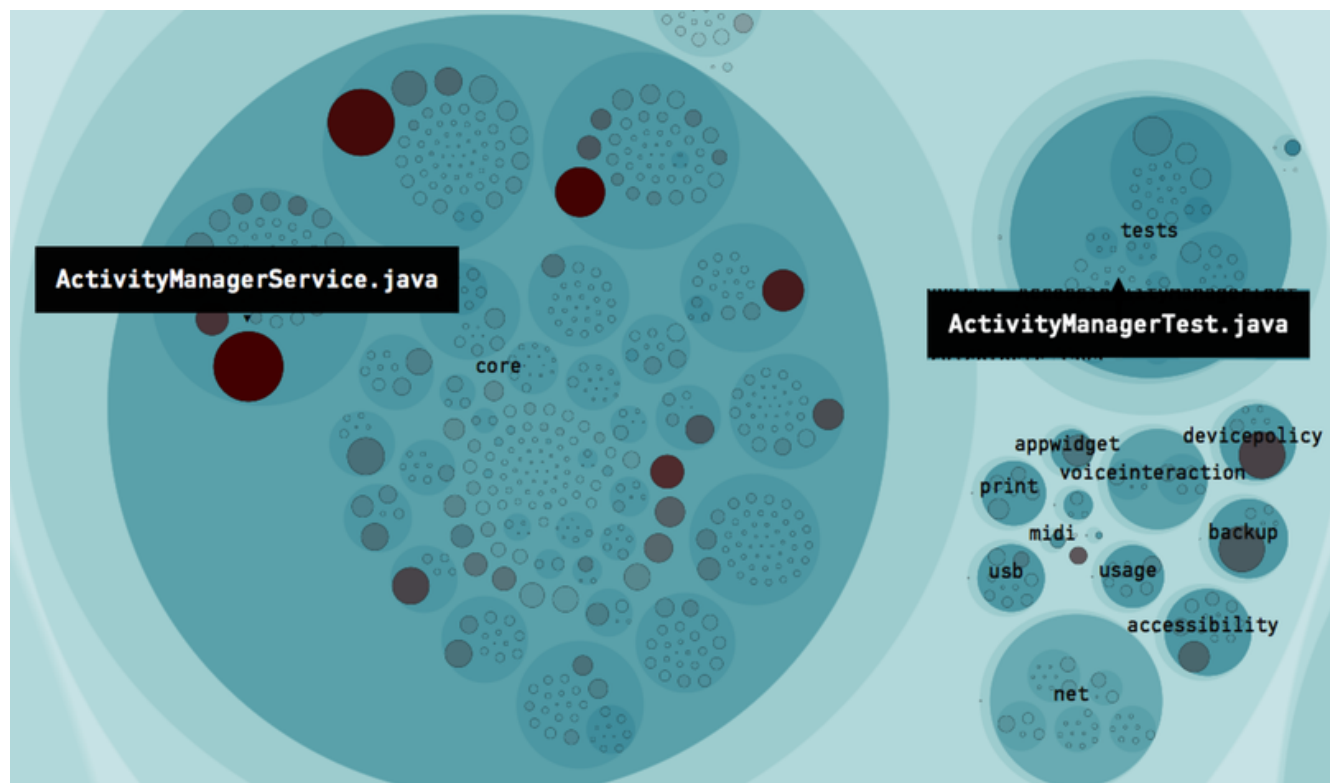 tests
ActivityManagerService.java
ActivityManagerTest.java
core
appwidget
devicepolicy
voiceinteraction
print
midi
backup
usb
usage
accessibility
net